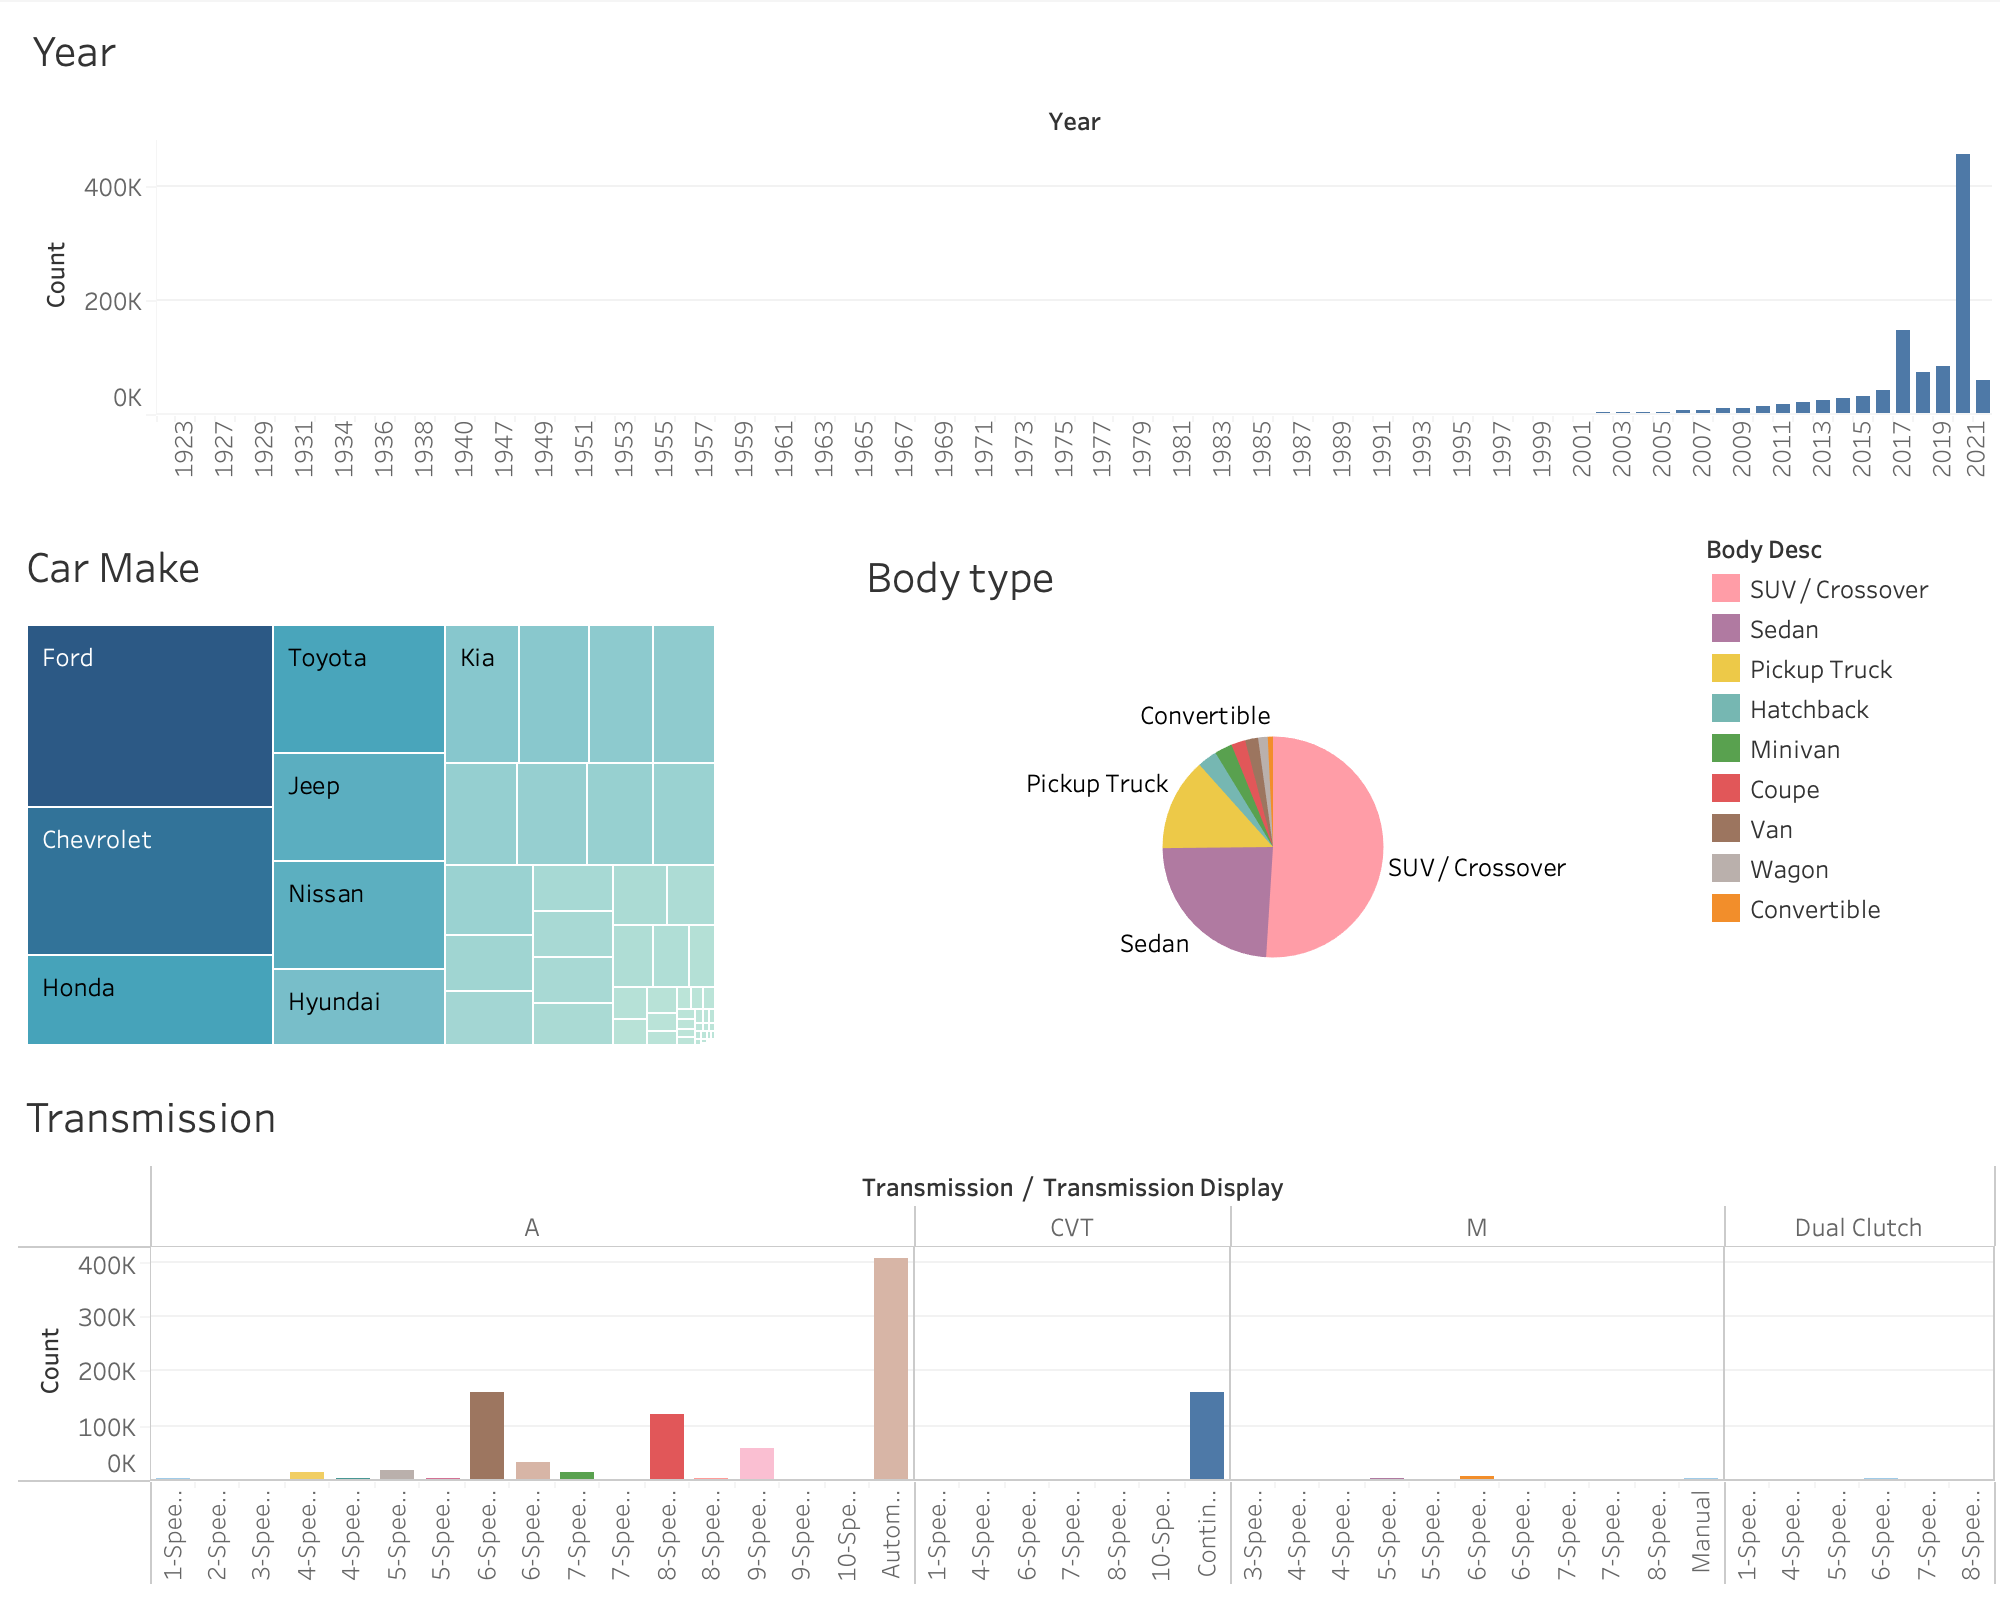 Year
Year
Count
400K
200K
0K
1923 1927 1929 1931 1934 1936 1938 1940 1947 1949 1951 1953 1955 1957 1959 1961 1963 1965 1967 1969 1971 1973 1975 1977 1979 1981 1983 1985 1987 1989 1991 1993 1995 1997 1999 2001 2003 2005 2007 2009 2011 2013 2015 2017 2019 2021
Car Make
Ford
Chevrolet
Honda
Toyota
Jeep
Nissan
Hyundai
Kia
Body type
Convertible
Pickup Truck
SUV / Crossover
Sedan
Body Desc
SUV / Crossover
Sedan
Pickup Truck
Hatchback
Minivan
Coupe
Van
Wagon
Convertible
Transmission
Transmission / Transmission Display
A CVT M Dual Clutch
Count
400K
300K
200K
100K
0K
1-Spee.. 2-Spee.. 3-Spee.. 4-Spee.. 4-Spee.. 5-Spee.. 5-Spee.. 6-Spee.. 6-Spee.. 7-Spee.. 7-Spee.. 8-Spee.. 8-Spee.. 9-Spee.. 9-Spee.. 10-Spe.. Autom.. 1-Spee.. 4-Spee.. 6-Spee.. 7-Spee.. 8-Spee.. 10-Spe.. Contin.. 3-Spee.. 4-Spee.. 4-Spee.. 5-Spee.. 5-Spee.. 6-Spee.. 6-Spee.. 7-Spee.. 7-Spee.. 8-Spee.. Manual 1-Spee.. 4-Spee.. 5-Spee.. 6-Spee.. 7-Spee.. 8-Spee..